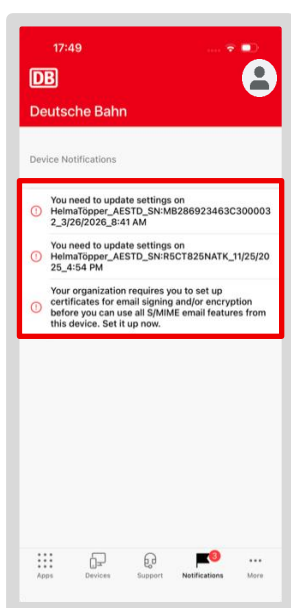 17:49
DB
Deutsche Bahn
Device Notifications
You need to update settings on
HelmaTöpper_AESTD_SN:MB286923463C300003
2_3/26/2026_8:41 AM
You need to update settings on
HelmaTöpper_AESTD_SN:R5CT825NATK_11/25/20
25_4:54 PM
Your organization requires you to set up
certificates for email signing and/or encryption
before you can use all S/MIME email features from
this device. Set it up now.
3
Apps Devices Support Notifications More